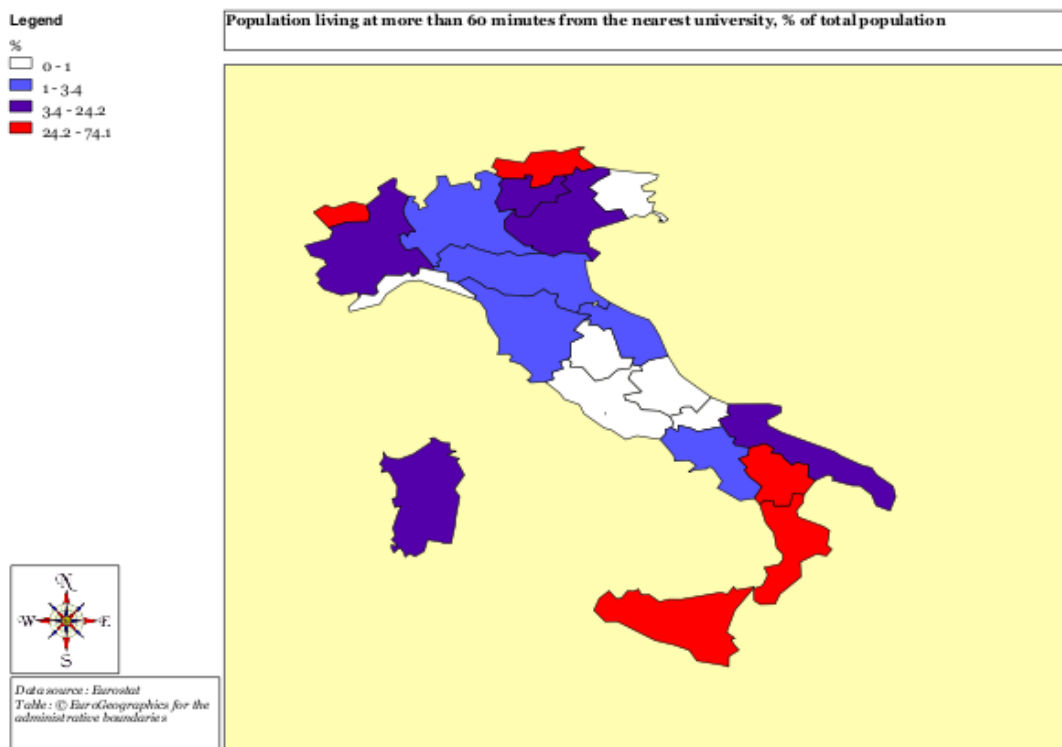 Legend
%
0 - 1
1 - 3.4
3.4 - 24.2
24.2 - 74.1
Population living at more than 60 minutes from the nearest university, % of total population
N
W E
S
Data source : Eurostat
Table : © EuroGeographics for the
administrative boundaries